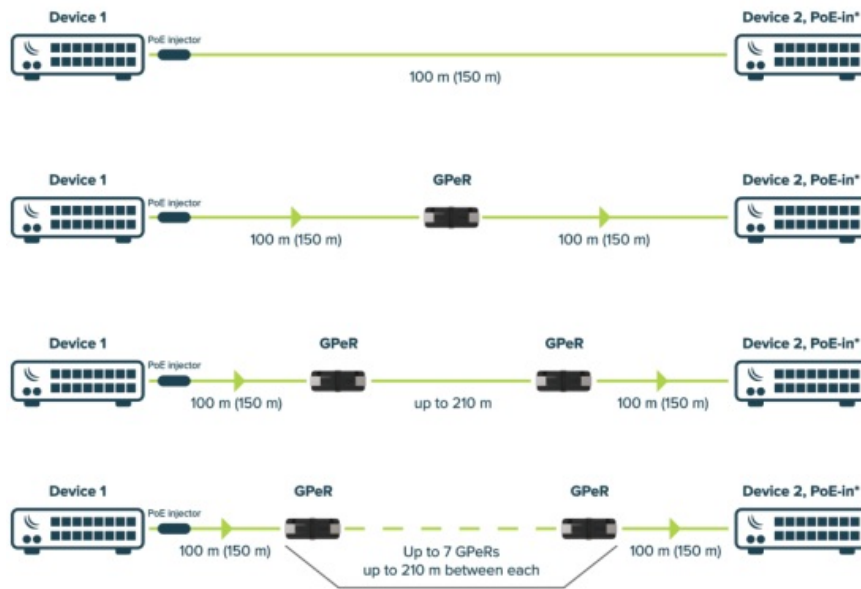 Device 1
Device 2, PoE-in*
PoE injector
100 m (150 m)
Device 1
GPeR
Device 2, PoE-in*
PoE injector
100 m (150 m)
100 m (150 m)
Device 1
GPeR
GPeR
Device 2, PoE-in*
PoE injector
100 m (150 m)
up to 210 m
100 m (150 m)
Device 1
GPeR
GPeR
Device 2, PoE-in*
PoE injector
100 m (150 m)
Up to 7 GPeRs
up to 210 m between each
100 m (150 m)